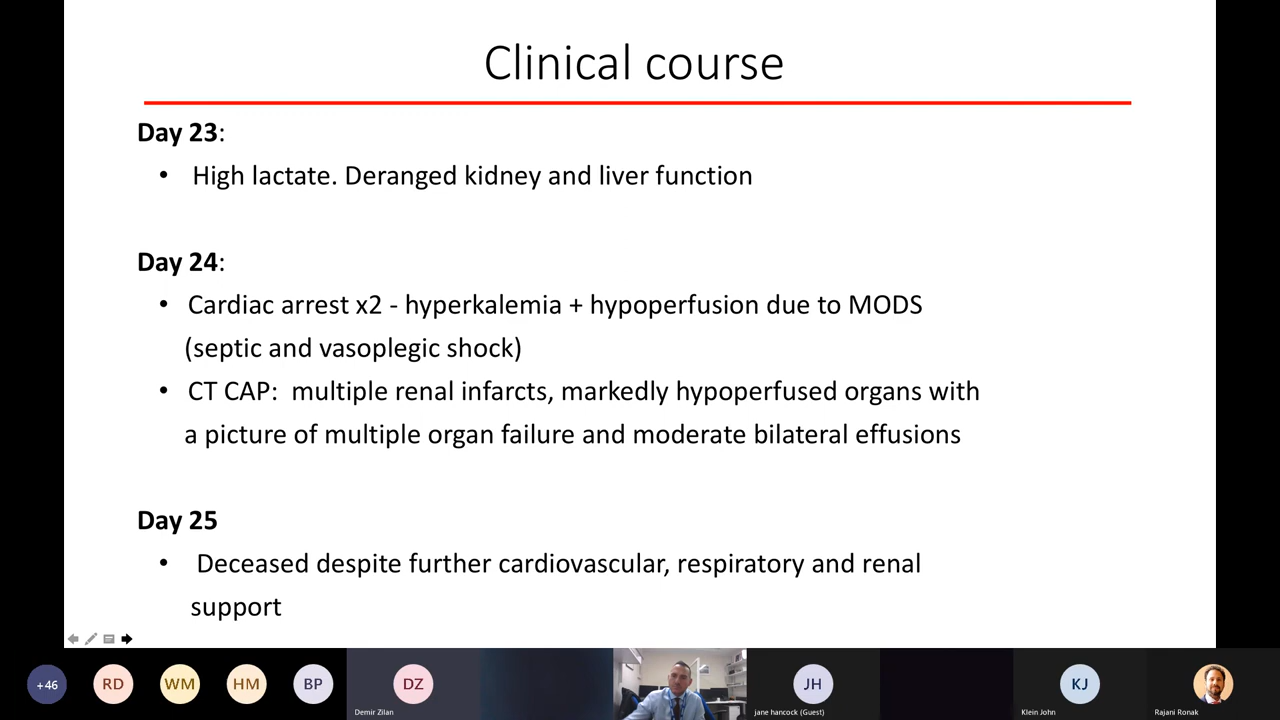 Clinical course
Day 23:
• High lactate. Deranged kidney and liver function
Day 24:
• Cardiac arrest x2 - hyperkalemia + hypoperfusion due to MODS
(septic and vasoplegic shock)
• CT CAP: multiple renal infarcts, markedly hypoperfused organs with
a picture of multiple organ failure and moderate bilateral effusions
Day 25
• Deceased despite further cardiovascular, respiratory and renal
support
+46
RD
WM
HM
BP
DZ
Demir Zilan
JH
jane hancock (Guest)
KJ
Klein John
Rajani Ronak